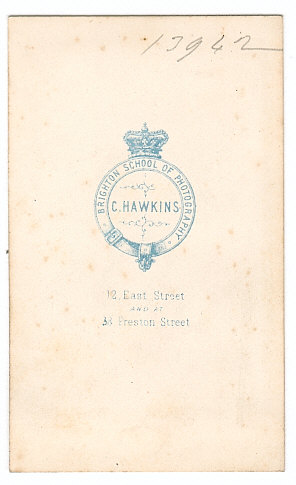 13942
BRIGHTON SCHOOL OF PHOTOGRAPHY
C. HAWKINS
12. East Street
AND AT
38 Preston Street